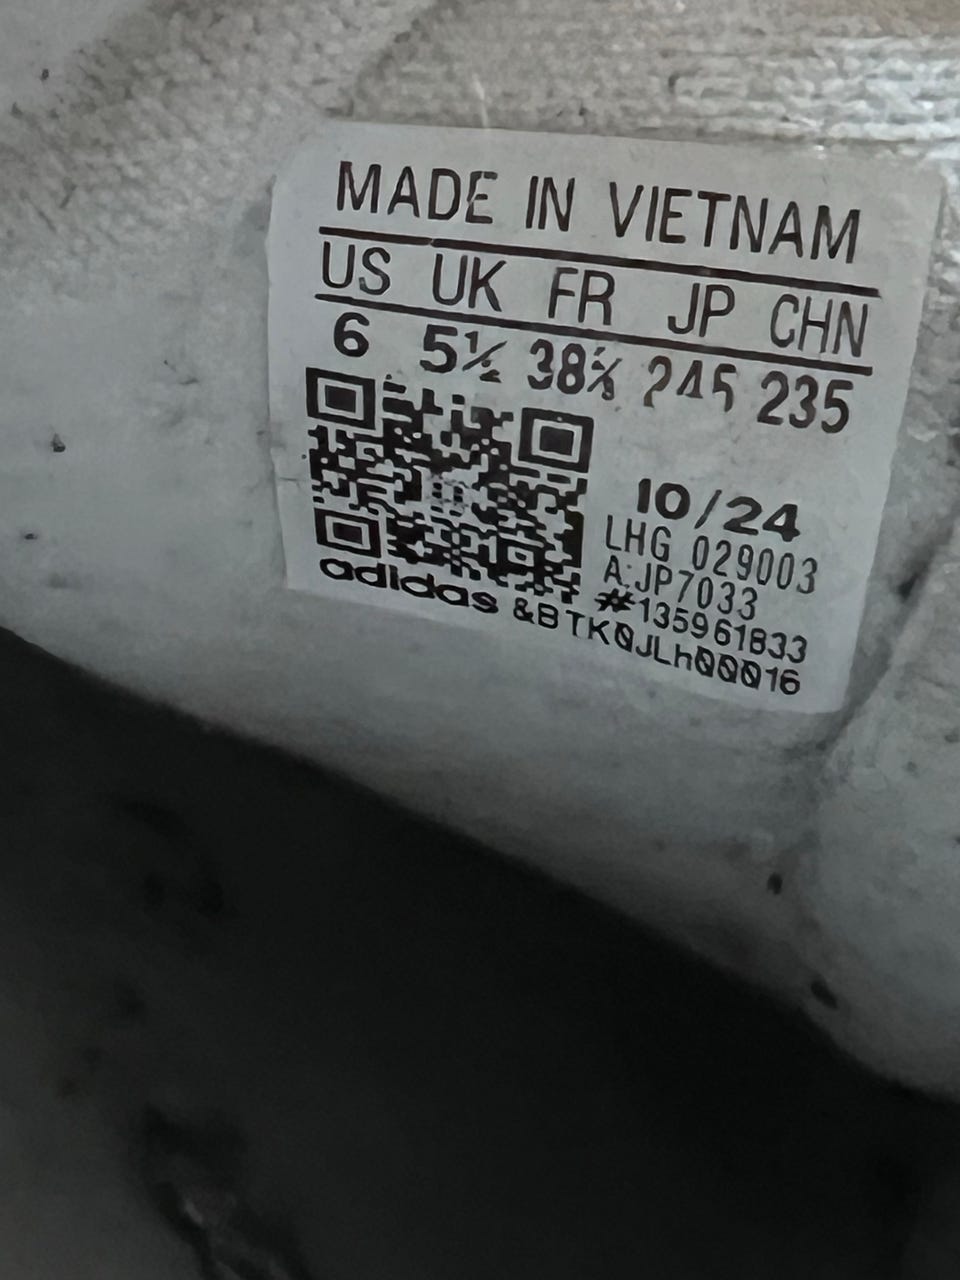 MADE IN VIETNAM
US UK FR JP CHN
6 5½ 38⅔ 245 235
10/24
LHG 029003
A:JP7033
#135961833
adidas &BTKQJLh00016